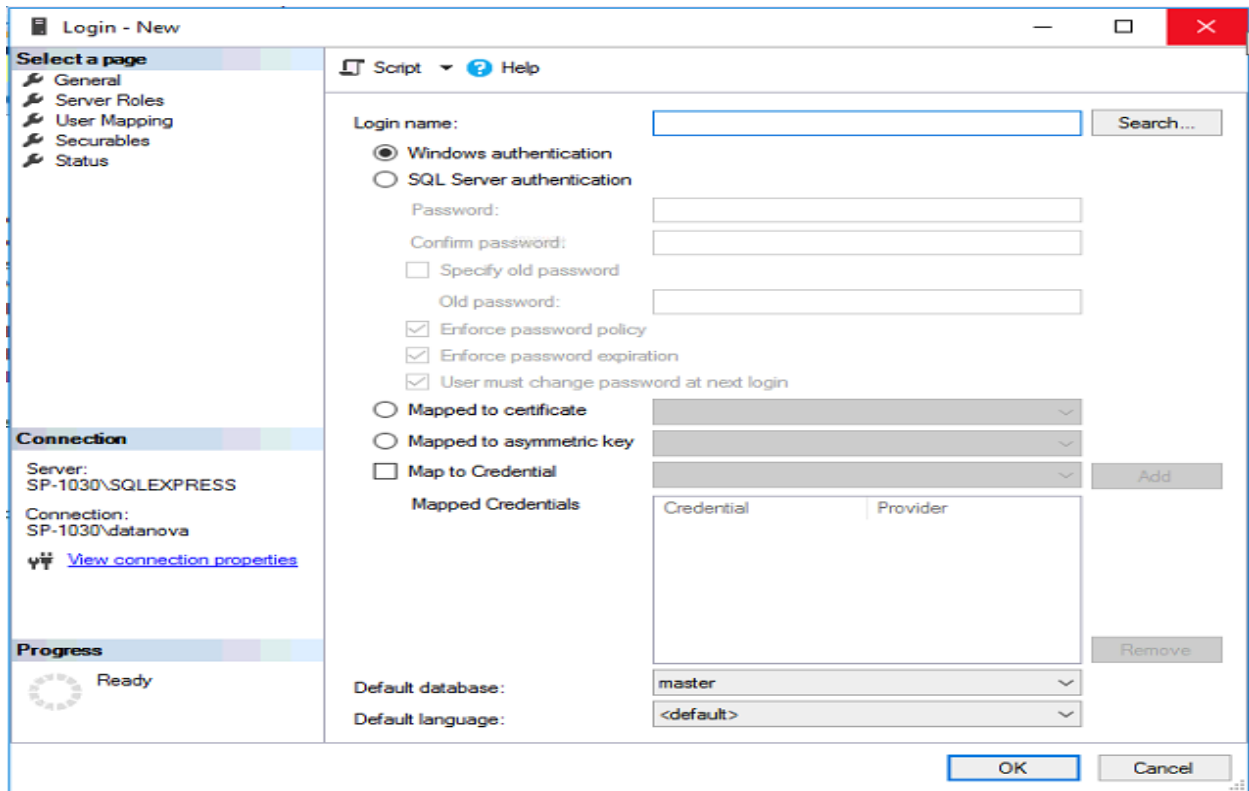 Login - New
Select a page
General
Server Roles
User Mapping
Securables
Status
Script
Help
Login name:
Search...
Windows authentication
SQL Server authentication
Password:
Confirm password:
Specify old password
Old password:
Enforce password policy
Enforce password expiration
User must change password at next login
Mapped to certificate
Mapped to asymmetric key
Map to Credential
Add
Mapped Credentials
Credential
Provider
Remove
Default database:
master
Default language:
<default>
Connection
Server:
SP-1030\SQLEXPRESS
Connection:
SP-1030\datanova
View connection properties
Progress
Ready
OK
Cancel